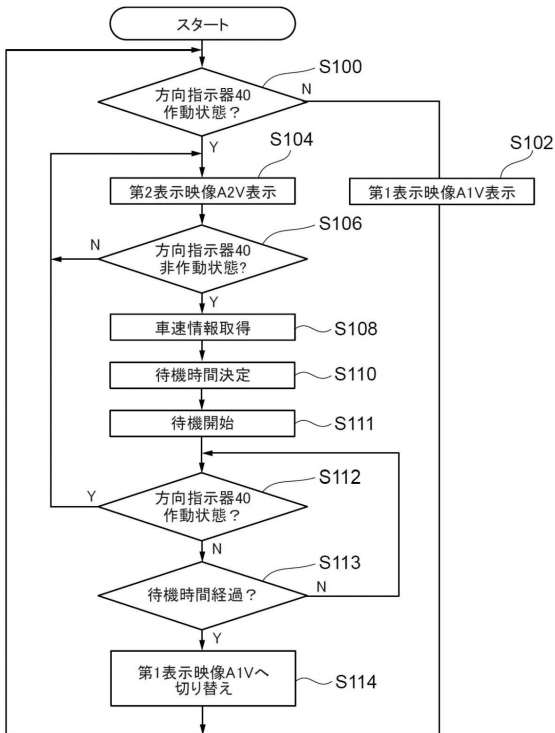 スタート
S100
方向指示器40
作動状態?
N
Y
S104
S102
第2表示映像A2V表示
第1表示映像A1V表示
S106
N
方向指示器40
非作動状態?
Y
車速情報取得
S108
待機時間決定
S110
待機開始
S111
S112
Y
方向指示器40
作動状態?
N
S113
待機時間経過?
N
Y
第1表示映像A1Vへ
切り替え
S114